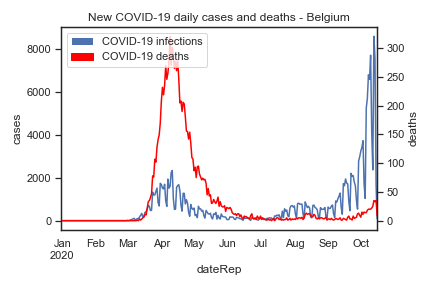 New COVID-19 daily cases and deaths - Belgium
COVID-19 infections
COVID-19 deaths
8000
6000
4000
2000
0
cases
300
250
200
150
100
50
0
deaths
Jan Feb Mar Apr May Jun Jul Aug Sep Oct
2020
dateRep